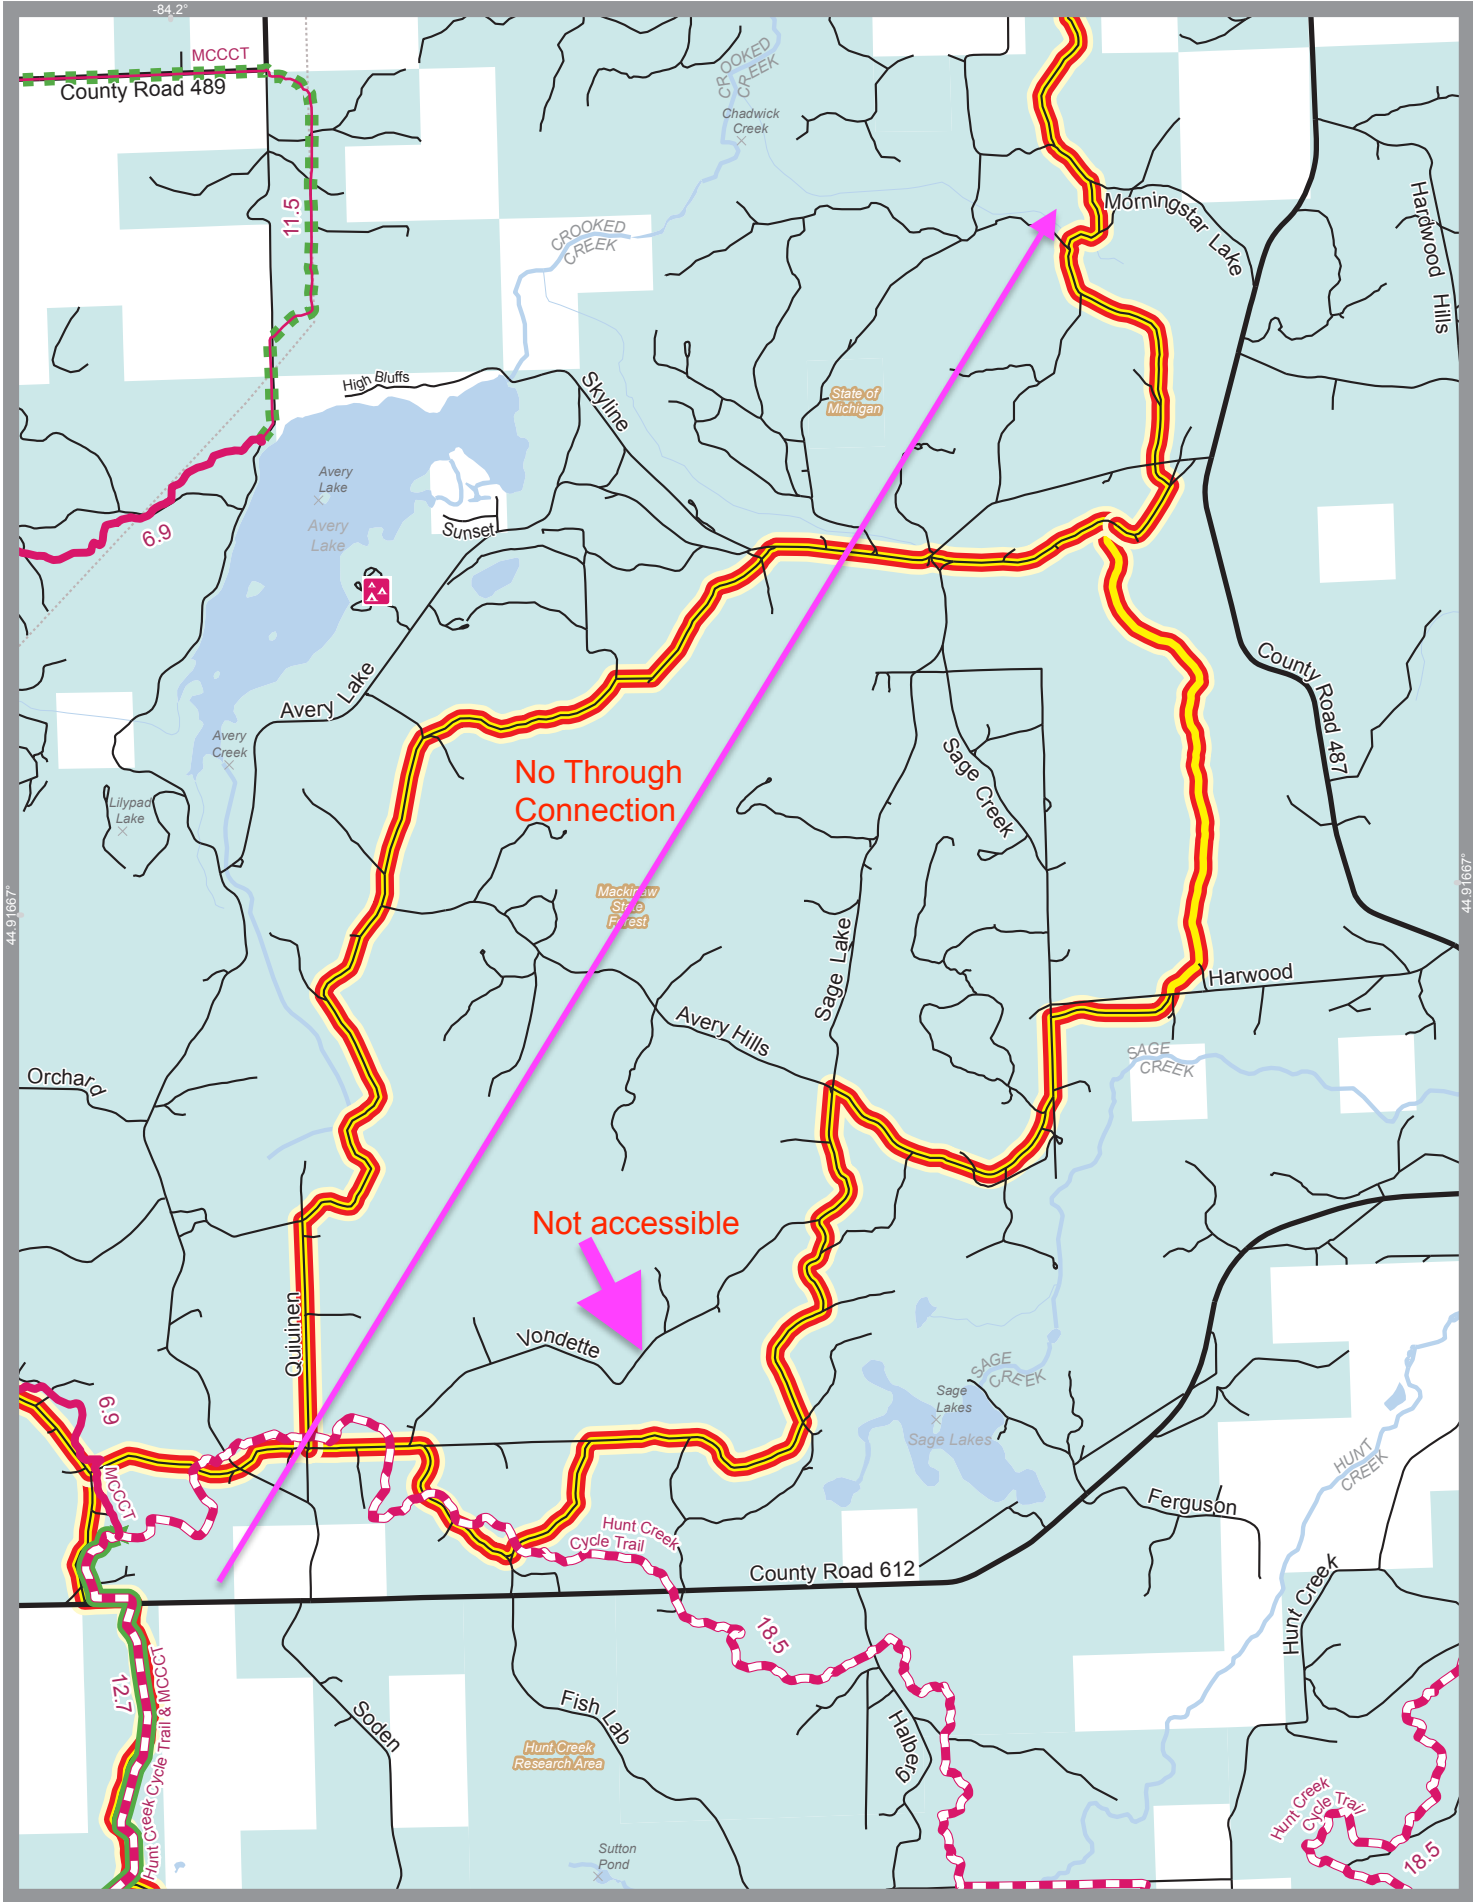 -84.2°
MCCCT
County Road 489
CROOKED
CREEK
Chadwick
Creek
11.5
CROOKED
CREEK
Morningstar Lake
Hardwood Hills
High Bluffs
Skyline
State of
Michigan
Avery
Lake
Avery
Lake
Sunset
6.9
Avery Lake
County Road 487
Avery
Creek
Sage Creek
No Through
Connection
Lilypad
Lake
44.91667°
44.91667°
Mackinaw
State
Forest
Sage Lake
Harwood
Avery Hills
SAGE
CREEK
Orchard
Not accessible
Quiuinen
Vondette
SAGE
CREEK
Sage
Lakes
Sage Lakes
6.9
MCCCT
HUNT
CREEK
Ferguson
Hunt Creek
Cycle Trail
County Road 612
Hunt Creek
18.5
12.7
Hunt Creek Cycle Trail & MCCCT
Soden
Fish Lab
Halberg
Hunt Creek
Research Area
Hunt Creek
Cycle Trail
18.5
Sutton
Pond